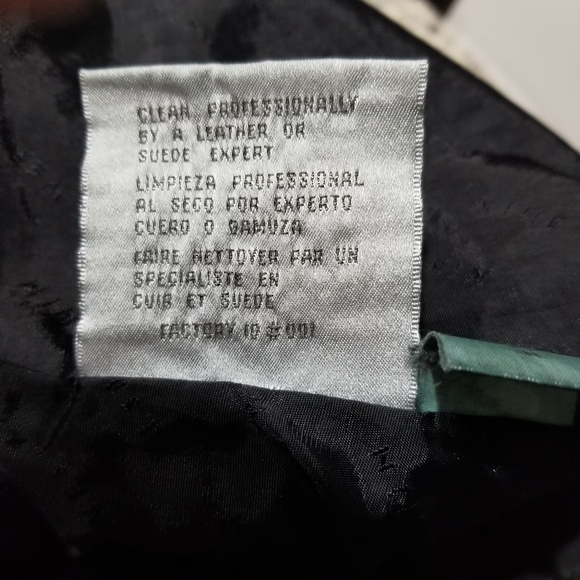 CLEAN PROFESSIONALLY
BY A LEATHER OR
SUEDE EXPERT
LIMPIEZA PROFESSIONAL
AL SECO POR EXPERTO
CUERO O GAMUZA
FAIRE NETTOYER PAR UN
SPECIALISTE EN
CUIR ET SUEDE
FACTORY ID # 001